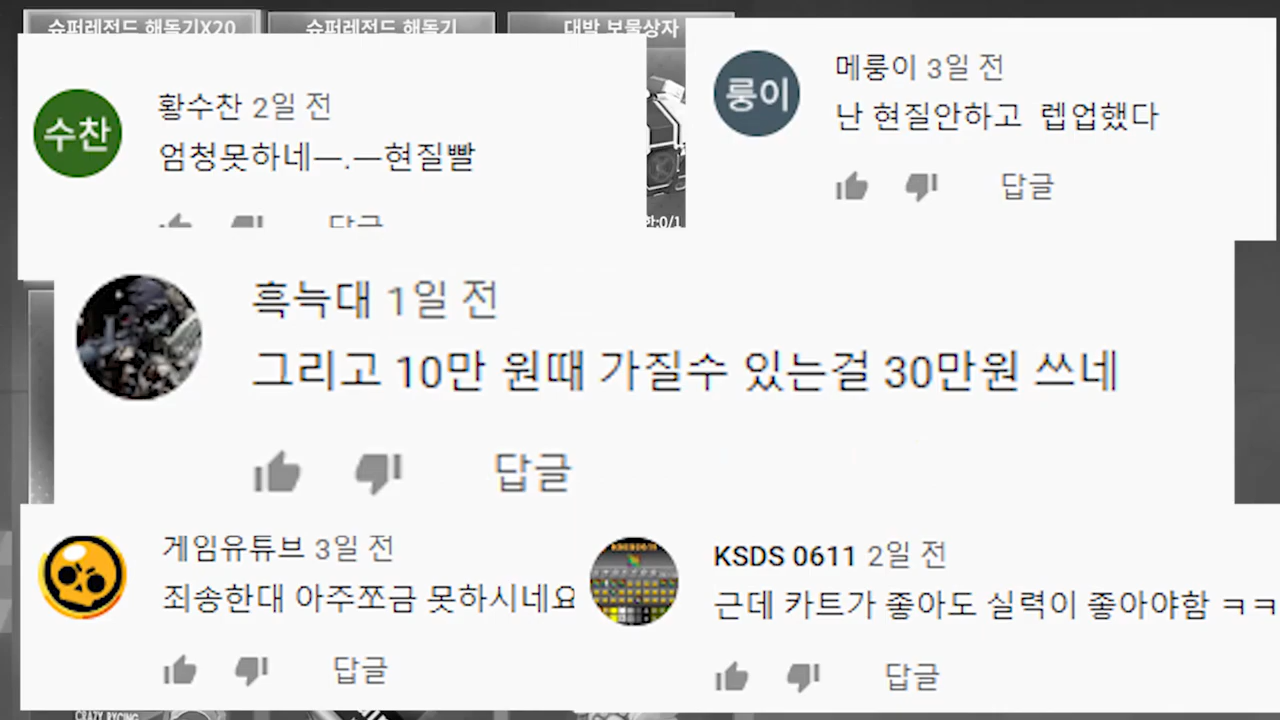 슈퍼레전드 해독기X20
슈퍼레전드 해독기
대박 보물상자
수찬
황수찬 2일 전
엄청못하네ㅡ.ㅡ현질빨
답글
룽이
메룽이 3일 전
난 현질안하고 렙업했다
답글
한:0/1
흑늑대 1일 전
그리고 10만 원때 가질수 있는걸 30만원 쓰네
답글
게임유튜브 3일 전
죄송한대 아주쪼금 못하시네요
답글
KSDS 0611 2일 전
근데 카트가 좋아도 실력이 좋아야함 ㅋㅋ
답글
CRAZY RACING